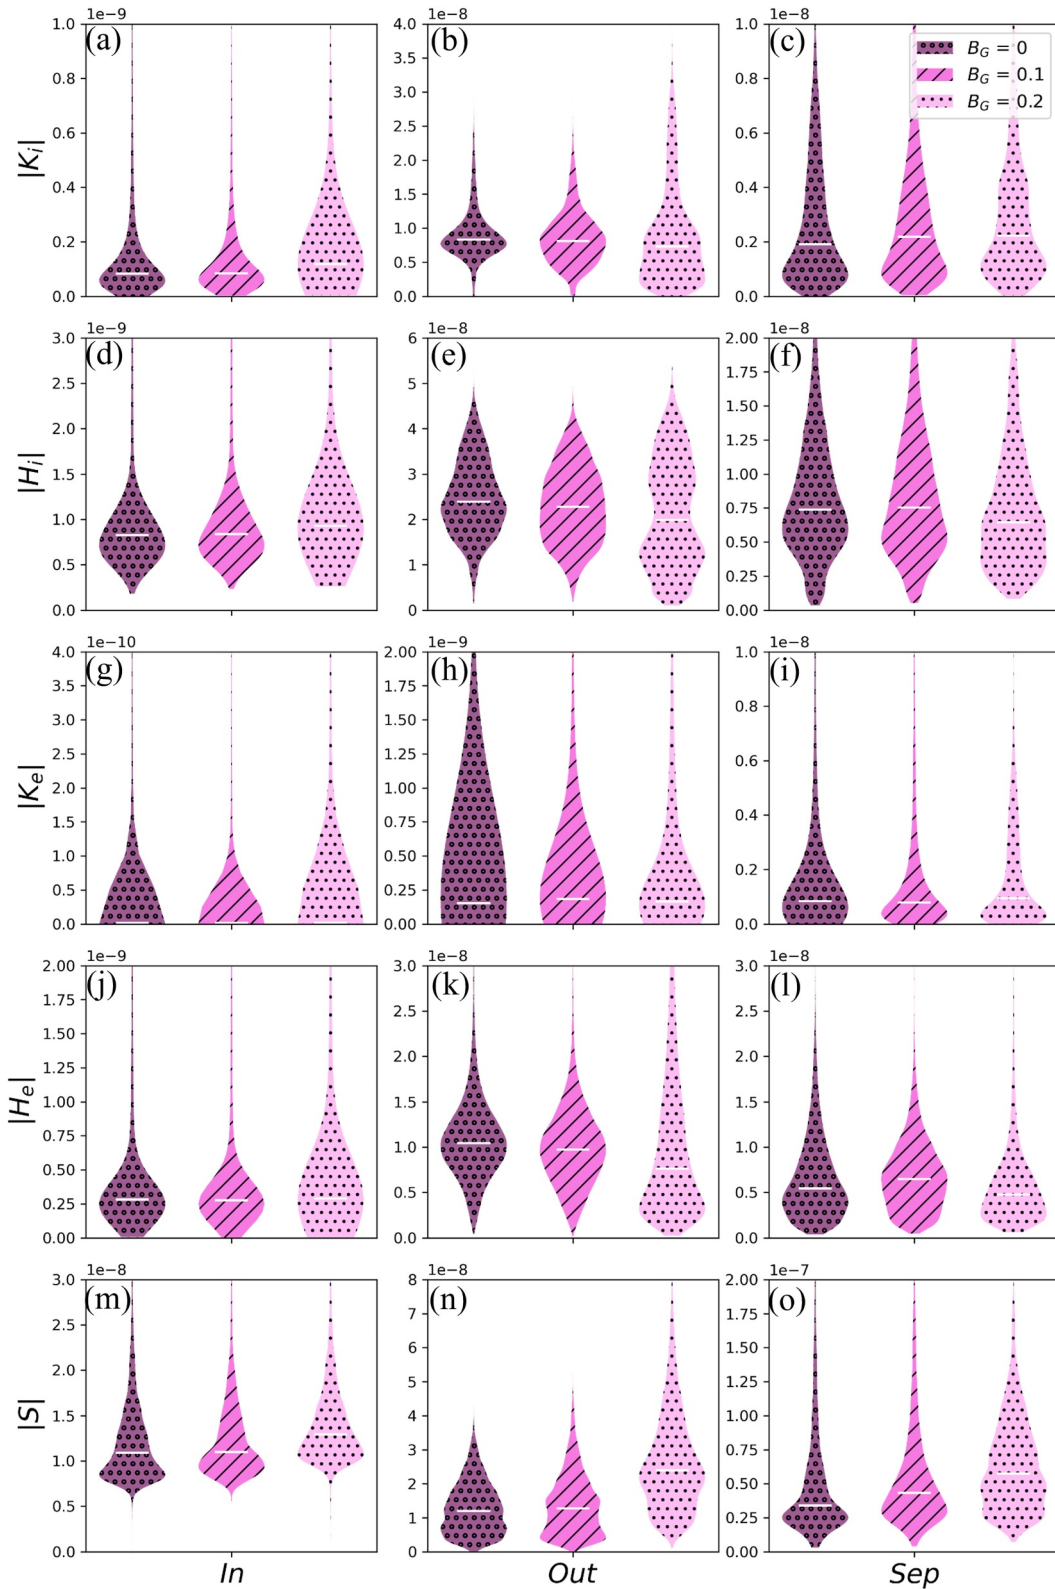 1e−9
1e−8
1e−8
(a)
(b)
(c)
1.0
0.8
0.6
0.4
0.2
0.0
4.0
3.5
3.0
2.5
2.0
1.5
1.0
0.5
0.0
1.0
0.8
0.6
0.4
0.2
0.0
B_G = 0
B_G = 0.1
B_G = 0.2
|K_i|
1e−9
1e−8
1e−8
(d)
(e)
(f)
3.0
2.5
2.0
1.5
1.0
0.5
0.0
6
5
4
3
2
1
0
2.00
1.75
1.50
1.25
1.00
0.75
0.50
0.25
0.00
|H_i|
1e−10
1e−9
1e−8
(g)
(h)
(i)
4.0
3.5
3.0
2.5
2.0
1.5
1.0
0.5
0.0
2.00
1.75
1.50
1.25
1.00
0.75
0.50
0.25
0.00
1.0
0.8
0.6
0.4
0.2
0.0
|K_e|
1e−9
1e−8
1e−8
(j)
(k)
(l)
2.00
1.75
1.50
1.25
1.00
0.75
0.50
0.25
0.00
3.0
2.5
2.0
1.5
1.0
0.5
0.0
3.0
2.5
2.0
1.5
1.0
0.5
0.0
|H_e|
1e−8
1e−8
1e−7
(m)
(n)
(o)
3.0
2.5
2.0
1.5
1.0
0.5
0.0
8
7
6
5
4
3
2
1
0
2.00
1.75
1.50
1.25
1.00
0.75
0.50
0.25
0.00
|S|
In
Out
Sep